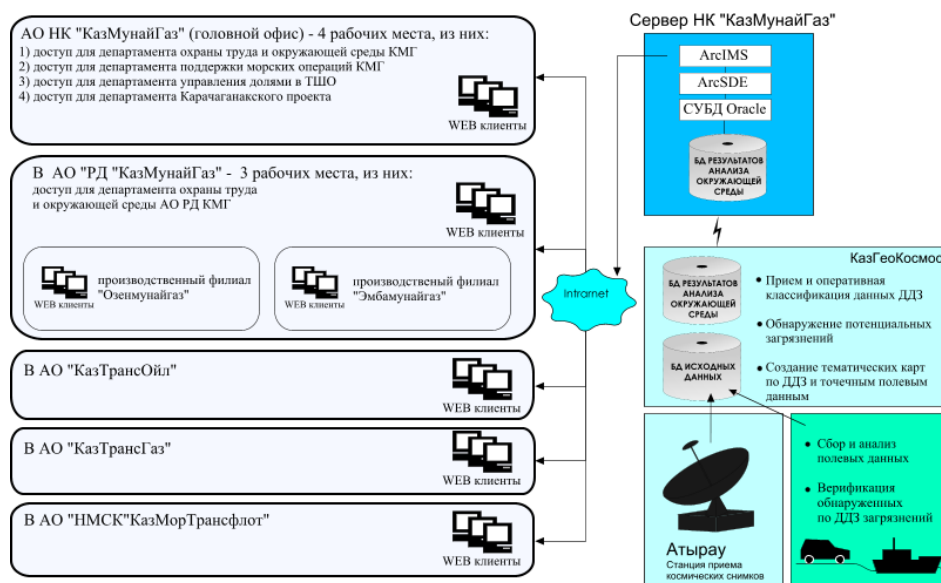 АО НК "КазМунайГаз" (головной офис) - 4 рабочих места, из них:
1) доступ для департамента охраны труда и окружающей среды КМГ
2) доступ для департамента поддержки морских операций КМГ
3) доступ для департамента управления долями в ТШО
4) доступ для департамента Карачаганакского проекта
WEB клиенты
В АО "РД "КазМунайГаз" - 3 рабочих места, из них:
доступ для департамента охраны труда
и окружающей среды АО РД КМГ
WEB клиенты
производственный филиал
"Озенмунайгаз"
WEB клиенты
производственный филиал
"Эмбамунайгаз"
WEB клиенты
В АО "КазТрансОйл"
WEB клиенты
В АО "КазТрансГаз"
WEB клиенты
В АО "НМСК"КазМорТрансфлот"
WEB клиенты
Intranet
Сервер НК "КазМунайГаз"
ArcIMS
ArcSDE
СУБД Oracle
БД РЕЗУЛЬТАТОВ
АНАЛИЗА
ОКРУЖАЮЩЕЙ
СРЕДЫ
КазГеоКосмос
БД РЕЗУЛЬТАТОВ
АНАЛИЗА
ОКРУЖАЮЩЕЙ
СРЕДЫ
БД ИСХОДНЫХ
ДАННЫХ
• Прием и оперативная
классификация данных ДДЗ
• Обнаружение потенциальных
загрязнений
• Создание тематических карт
по ДДЗ и точечным полевым
данным
Атырау
Станция приема
космических снимков
• Сбор и анализ
полевых данных
• Верификация
обнаруженных
по ДДЗ загрязнений